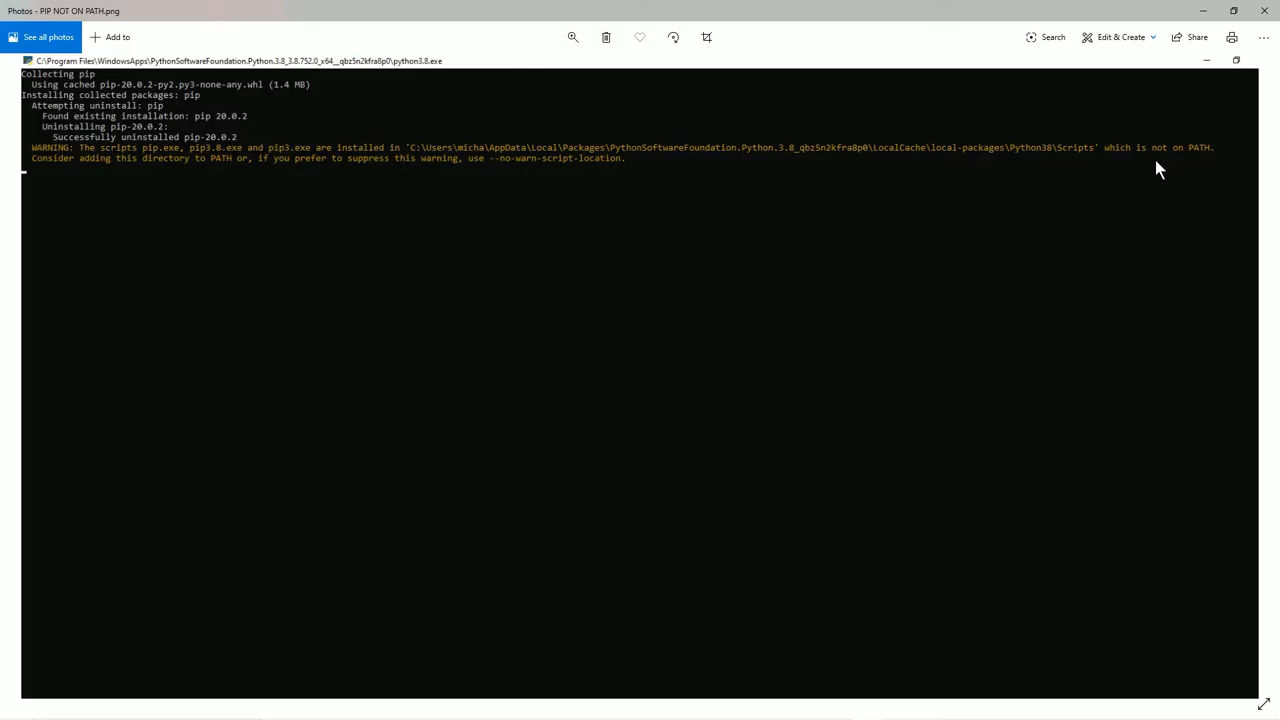 Photos - PIP NOT ON PATH.png
See all photos
Add to
Search
Edit & Create
Share
C:\Program Files\WindowsApps\PythonSoftwareFoundation.Python.3.8_3.8.752.0_x64__qbz5n2kfra8p0\python3.8.exe
Collecting pip
Using cached pip-20.0.2-py2.py3-none-any.whl (1.4 MB)
Installing collected packages: pip
Attempting uninstall: pip
Found existing installation: pip 20.0.2
Uninstalling pip-20.0.2:
Successfully uninstalled pip-20.0.2
WARNING: The scripts pip.exe, pip3.8.exe and pip3.exe are installed in 'C:\Users\micha\AppData\Local\Packages\PythonSoftwareFoundation.Python.3.8_qbz5n2kfra8p0\LocalCache\local-packages\Python38\Scripts' which is not on PATH.
Consider adding this directory to PATH or, if you prefer to suppress this warning, use --no-warn-script-location.